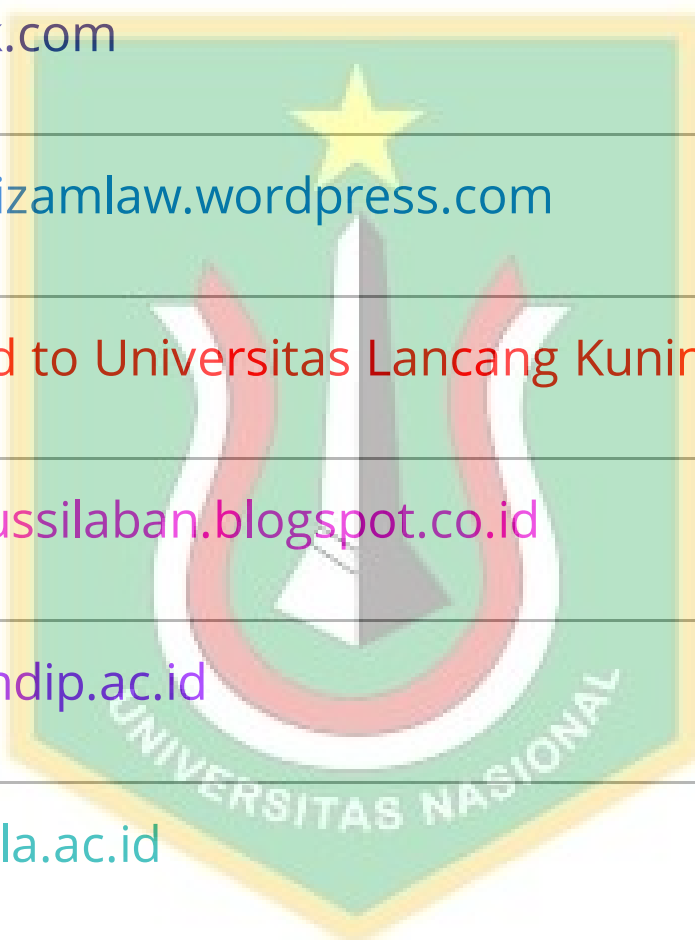 .com
izamlaw.wordpress.com
d to Universitas Lancang Kunin
ussilaban.blogspot.co.id
ndip.ac.id
UNIVERSITAS NASIONAL
la.ac.id